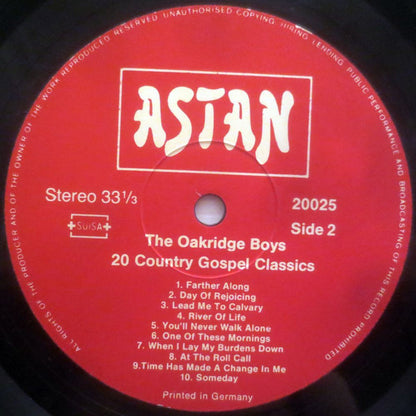 ALL RIGHTS OF THE PRODUCER AND OF THE OWNER OF THE WORK REPRODUCED RESERVED UNAUTHORISED COPYING, HIRING, LENDING, PUBLIC PERFORMANCE AND BROADCASTING OF THIS RECORD PROHIBITED
ASTAN
Stereo 33⅓
20025
SUISA
Side 2
The Oakridge Boys
20 Country Gospel Classics
1. Farther Along
2. Day Of Rejoicing
3. Lead Me To Calvary
4. River Of Life
5. You'll Never Walk Alone
6. One Of These Mornings
7. When I Lay My Burdens Down
8. At The Roll Call
9.Time Has Made A Change In Me
10. Someday
Printed in Germany